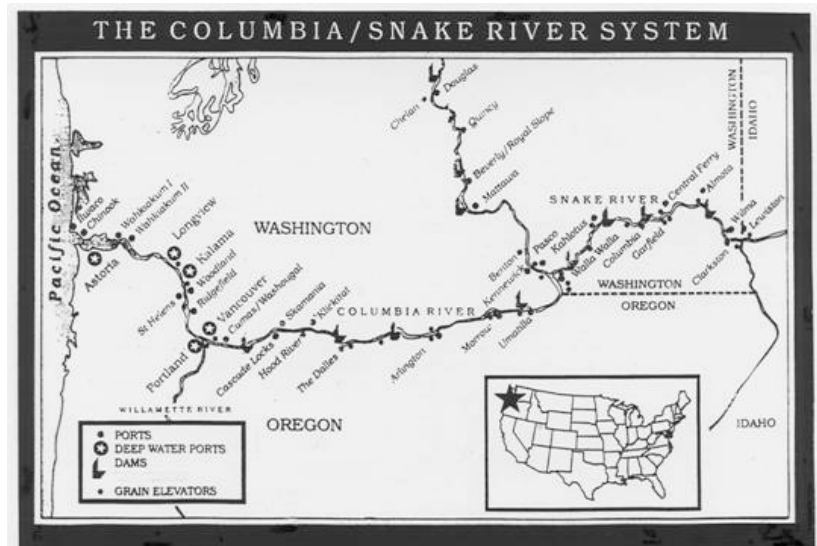 THE COLUMBIA/SNAKE RIVER SYSTEM
Pacific Ocean
Ilwaco
Chinook
Wahkiakum I
Wahkiakum II
Astoria
Longview
Kalama
Woodland
Ridgefield
St Helens
Vancouver
Camas/Washougal
Portland
Skamania
Klickitat
Cascade Locks
Hood River
The Dalles
Arlington
Morrow
Umatilla
WASHINGTON
COLUMBIA RIVER
Chelan
Douglas
Quincy
Beverly/Royal Slope
Mattawa
Benton
Kennewick
Pasco
Kahlotus
Walla Walla
SNAKE RIVER
Columbia
Garfield
Central Ferry
Almota
Wilma
Lewiston
Clarkston
WASHINGTON
IDAHO
WASHINGTON
OREGON
WILLAMETTE RIVER
OREGON
IDAHO
PORTS
DEEP WATER PORTS
DAMS
GRAIN ELEVATORS